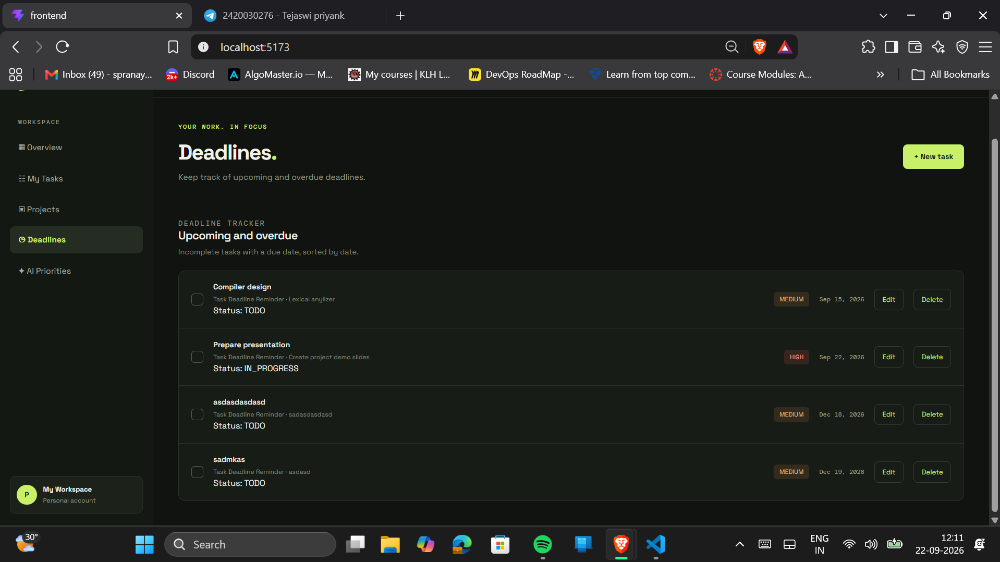 frontend
2420030276 - Tejaswi priyank
localhost:5173
Inbox (49) - spranay...
2k+
Discord
AlgoMaster.io — M...
My courses | KLH L...
DevOps RoadMap -...
Learn from top com...
Course Modules: A...
All Bookmarks
WORKSPACE
Overview
My Tasks
Projects
Deadlines
AI Priorities
P
My Workspace
Personal account
YOUR WORK, IN FOCUS
Deadlines.
Keep track of upcoming and overdue deadlines.
+ New task
DEADLINE TRACKER
Upcoming and overdue
Incomplete tasks with a due date, sorted by date.
Compiler design
Task Deadline Reminder · Lexical anylizer
Status: TODO
MEDIUM
Sep 15, 2026
Edit
Delete
Prepare presentation
Task Deadline Reminder · Create project demo slides
Status: IN_PROGRESS
HIGH
Sep 22, 2026
Edit
Delete
asdasdasdasd
Task Deadline Reminder · sadasdasdasd
Status: TODO
MEDIUM
Dec 18, 2026
Edit
Delete
sadmkas
Task Deadline Reminder · asdasd
Status: TODO
MEDIUM
Dec 19, 2026
Edit
Delete
30°
Search
ENG
IN
12:11
22-09-2026